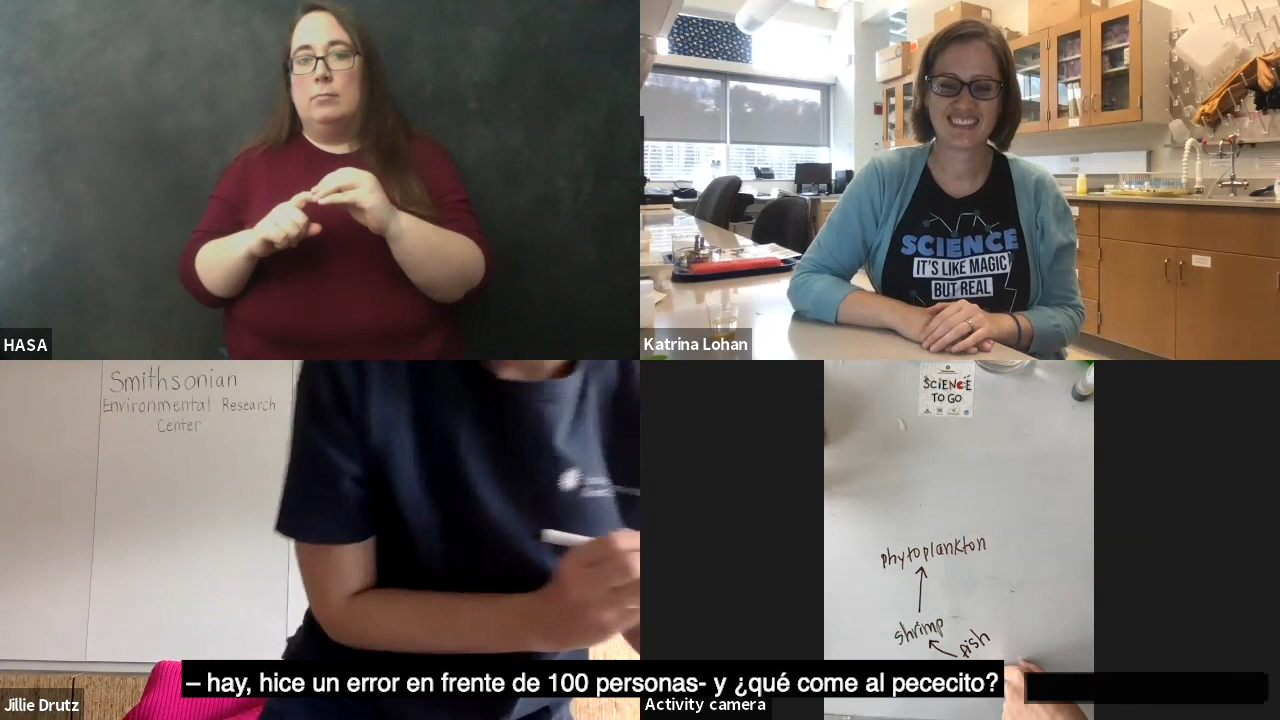 HASA
SCIENCE
IT'S LIKE MAGIC
BUT REAL
Katrina Lohan
Smithsonian
Environmental Research
Center
SCiENCE
TO GO
phytoplankton
shrimp
fish
– hay, hice un error en frente de 100 personas- y ¿qué come al pececito?
Jillie Drutz
Activity camera